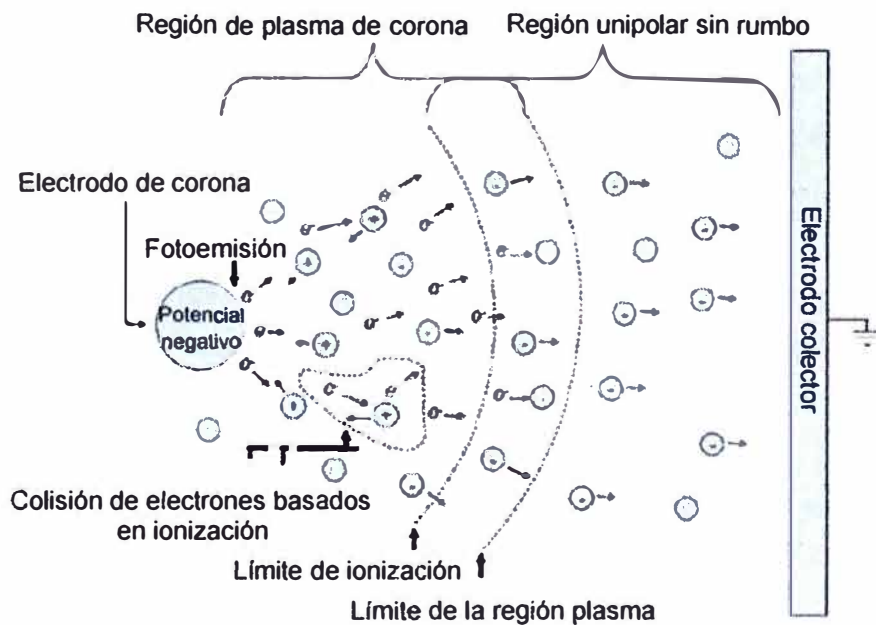 Región de plasma de corona
Región unipolar sin rumbo
Electrodo de corona
Fotoemisión
Potencial
negativo
Electrodo colector
Colisión de electrones basados
en ionización
Límite de ionización
Límite de la región plasma